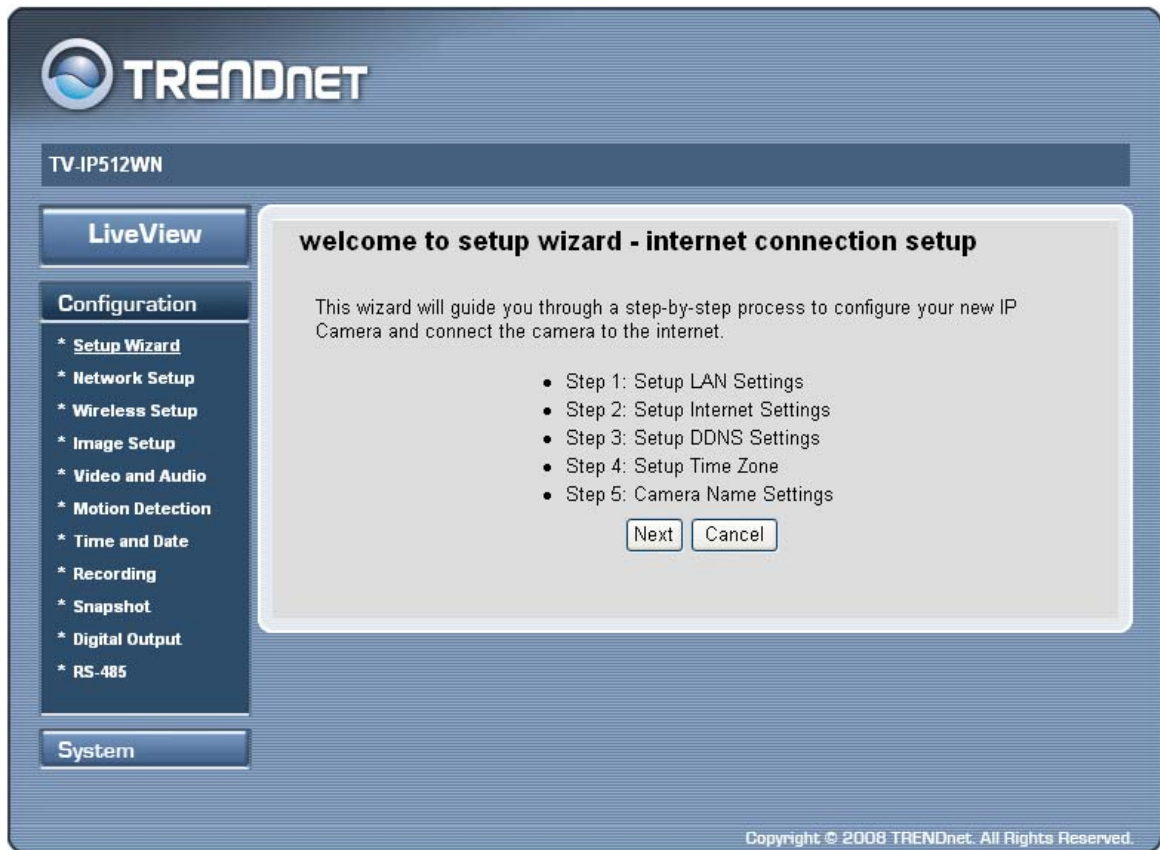 TRENDNET
TV-IP512WN
LiveView
Configuration
* Setup Wizard
* Network Setup
* Wireless Setup
* Image Setup
* Video and Audio
* Motion Detection
* Time and Date
* Recording
* Snapshot
* Digital Output
* RS-485
System
welcome to setup wizard - internet connection setup
This wizard will guide you through a step-by-step process to configure your new IP
Camera and connect the camera to the internet.
• Step 1: Setup LAN Settings
• Step 2: Setup Internet Settings
• Step 3: Setup DDNS Settings
• Step 4: Setup Time Zone
• Step 5: Camera Name Settings
Next Cancel
Copyright © 2008 TRENDnet. All Rights Reserved.